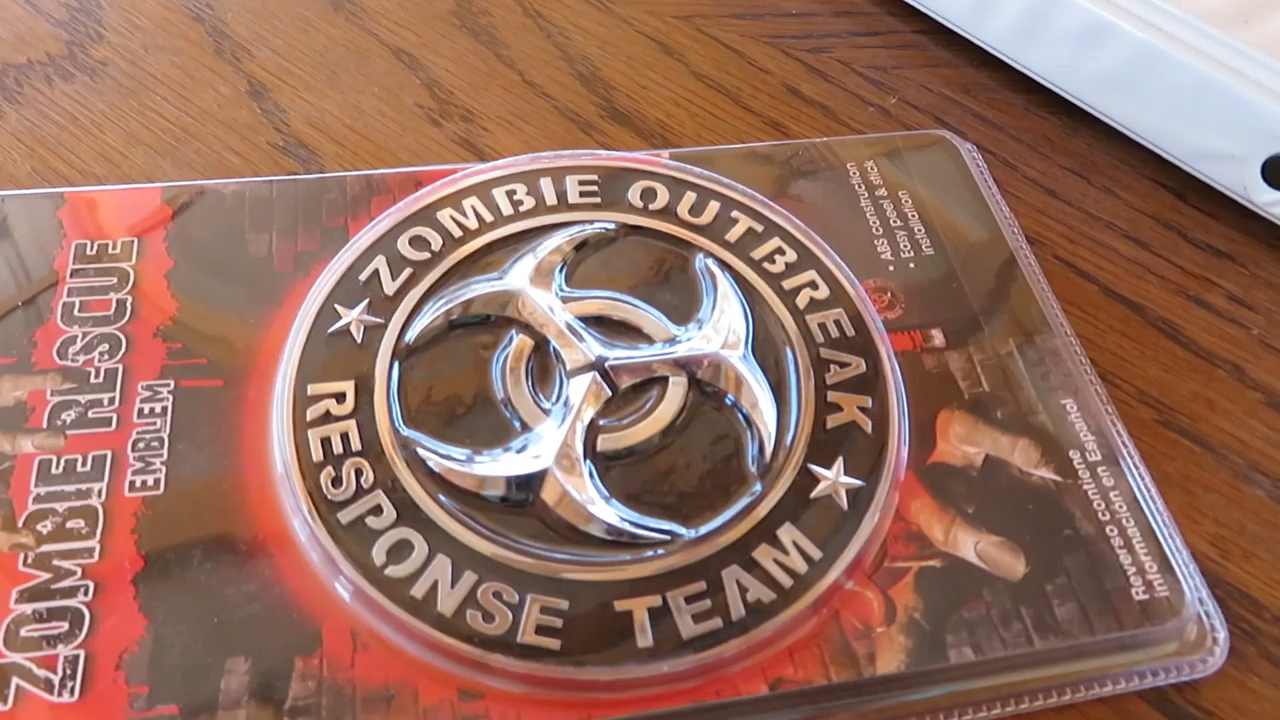 ZOMBIE RESCUE
EMBLEM
ZOMBIE OUTBREAK
RESPONSE TEAM
• ABS construction
• Easy peel & stick
installation
Reverso contiene
información en Español